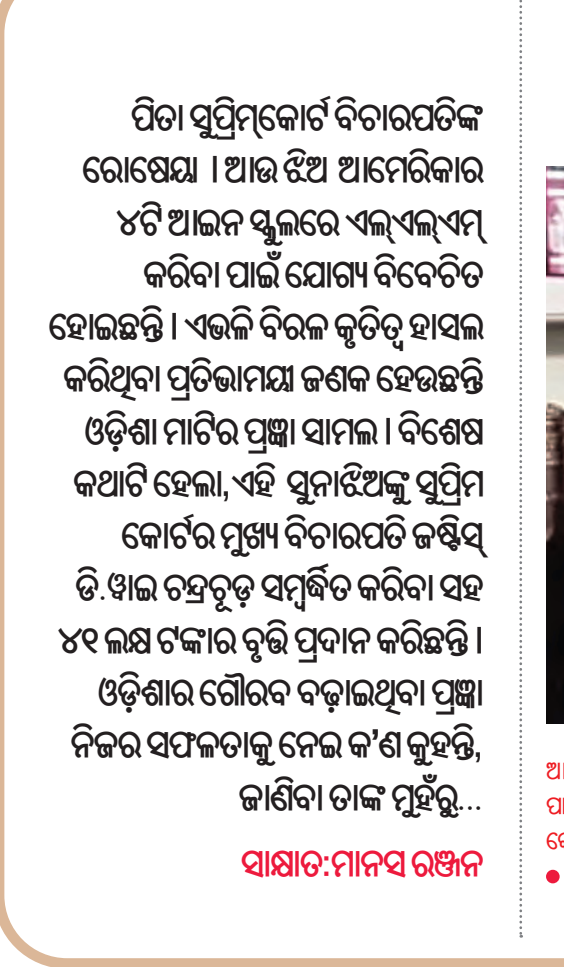 ପିତା ସୁପ୍ରିମ୍‌କୋର୍ଟ ବିଚାରପତିଙ୍କ
ରୋଷେୟା । ଆଉ ଝିଅ ଆମେରିକାର
୪ଟି ଆଇନ ସ୍କୁଲରେ ଏଲ୍‌ଏଲ୍‌ଏମ୍
କରିବା ପାଇଁ ଯୋଗ୍ୟ ବିବେଚିତ
ହୋଇଛନ୍ତି । ଏଭଳି ବିରଳ କୃତିତ୍ୱ ହାସଲ
କରିଥିବା ପ୍ରତିଭାମୟୀ ଜଣକ ହେଉଛନ୍ତି
ଓଡ଼ିଶା ମାଟିର ପ୍ରଜ୍ଞା ସାମଲ । ବିଶେଷ
କଥାଟି ହେଲା, ଏହି ସୁନାଝିଅଙ୍କୁ ସୁପ୍ରିମ
କୋର୍ଟର ମୁଖ୍ୟ ବିଚାରପତି ଜଷ୍ଟିସ୍
ଡି.ୱାଇ ଚନ୍ଦ୍ରଚୂଡ଼ ସମ୍ବର୍ଦ୍ଧିତ କରିବା ସହ
୪୧ ଲକ୍ଷ ଟଙ୍କାର ବୃତ୍ତି ପ୍ରଦାନ କରିଛନ୍ତି ।
ଓଡ଼ିଶାର ଗୌରବ ବଢ଼ାଇଥିବା ପ୍ରଜ୍ଞା
ନିଜର ସଫଳତାକୁ ନେଇ କ'ଣ କୁହନ୍ତି,
ଜାଣିବା ତାଙ୍କ ମୁହଁରୁ...
ସାକ୍ଷାତ:ମାନସ ରଞ୍ଜନ